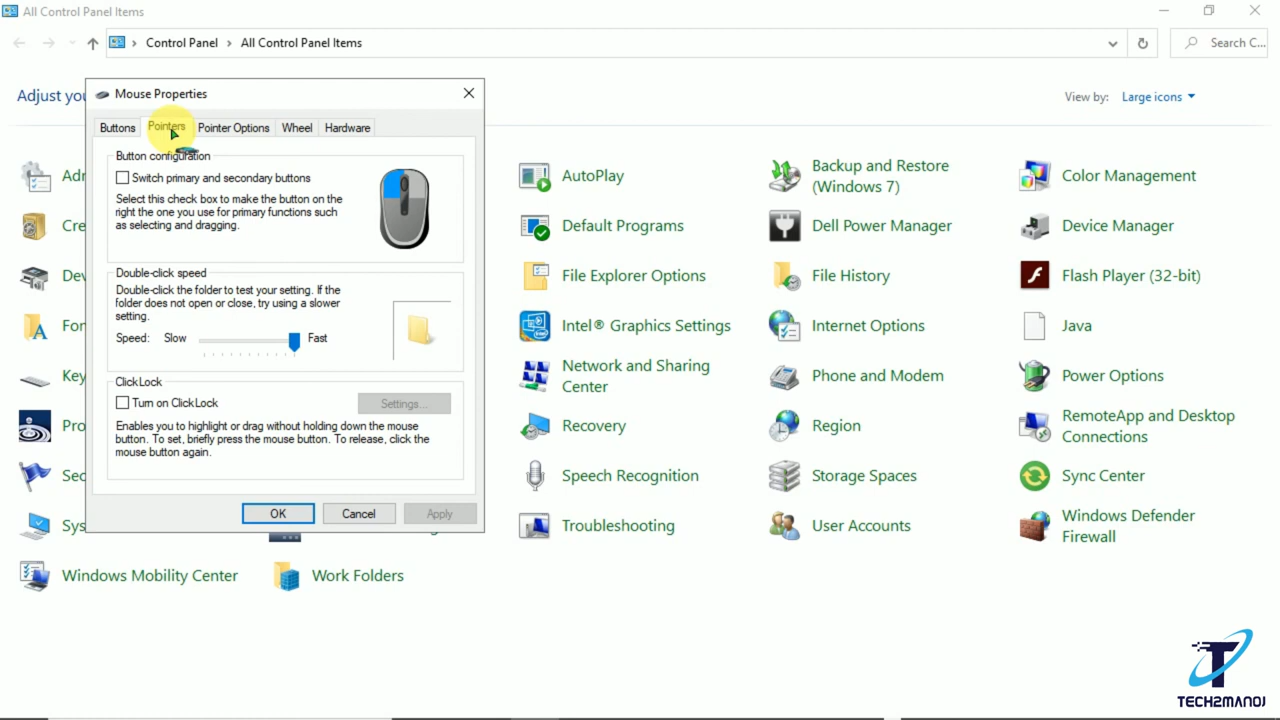 All Control Panel Items
Control Panel > All Control Panel Items
Search C...
Adjust you
View by: Large icons
Mouse Properties
Buttons Pointers Pointer Options Wheel Hardware
Button configuration
Switch primary and secondary buttons
Select this check box to make the button on the
right the one you use for primary functions such
as selecting and dragging.
Double-click speed
Double-click the folder to test your setting. If the
folder does not open or close, try using a slower
setting.
Speed: Slow Fast
ClickLock
Turn on ClickLock
Settings...
Enables you to highlight or drag without holding down the mouse
button. To set, briefly press the mouse button. To release, click the
mouse button again.
OK Cancel Apply
Adr
Cre
Dev
For
Key
Pro
Sec
Sys
AutoPlay
Backup and Restore
(Windows 7)
Color Management
Default Programs
Dell Power Manager
Device Manager
File Explorer Options
File History
Flash Player (32-bit)
Intel® Graphics Settings
Internet Options
Java
Network and Sharing
Center
Phone and Modem
Power Options
Recovery
Region
RemoteApp and Desktop
Connections
Speech Recognition
Storage Spaces
Sync Center
Troubleshooting
User Accounts
Windows Defender
Firewall
Windows Mobility Center
Work Folders
TECH2MANOJ